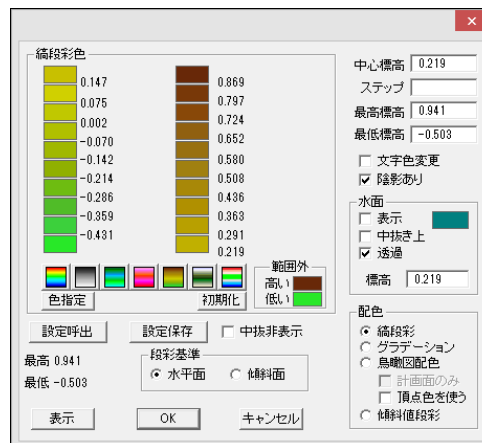 縞段彩色
0.147
0.075
0.002
-0.070
-0.142
-0.214
-0.286
-0.359
-0.431
0.869
0.797
0.724
0.652
0.580
0.508
0.436
0.363
0.291
0.219
色指定
初期化
範囲外
高い
低い
中心標高 0.219
ステップ
最高標高 0.941
最低標高 -0.503
文字色変更
陰影あり
水面
表示
中抜き上
透過
標高 0.219
設定呼出
設定保存
中抜非表示
最高 0.941
最低 -0.503
段彩基準
水平面
傾斜面
配色
縞段彩
グラデーション
鳥瞰図配色
計画面のみ
頂点色を使う
傾斜値段彩
表示
OK
キャンセル